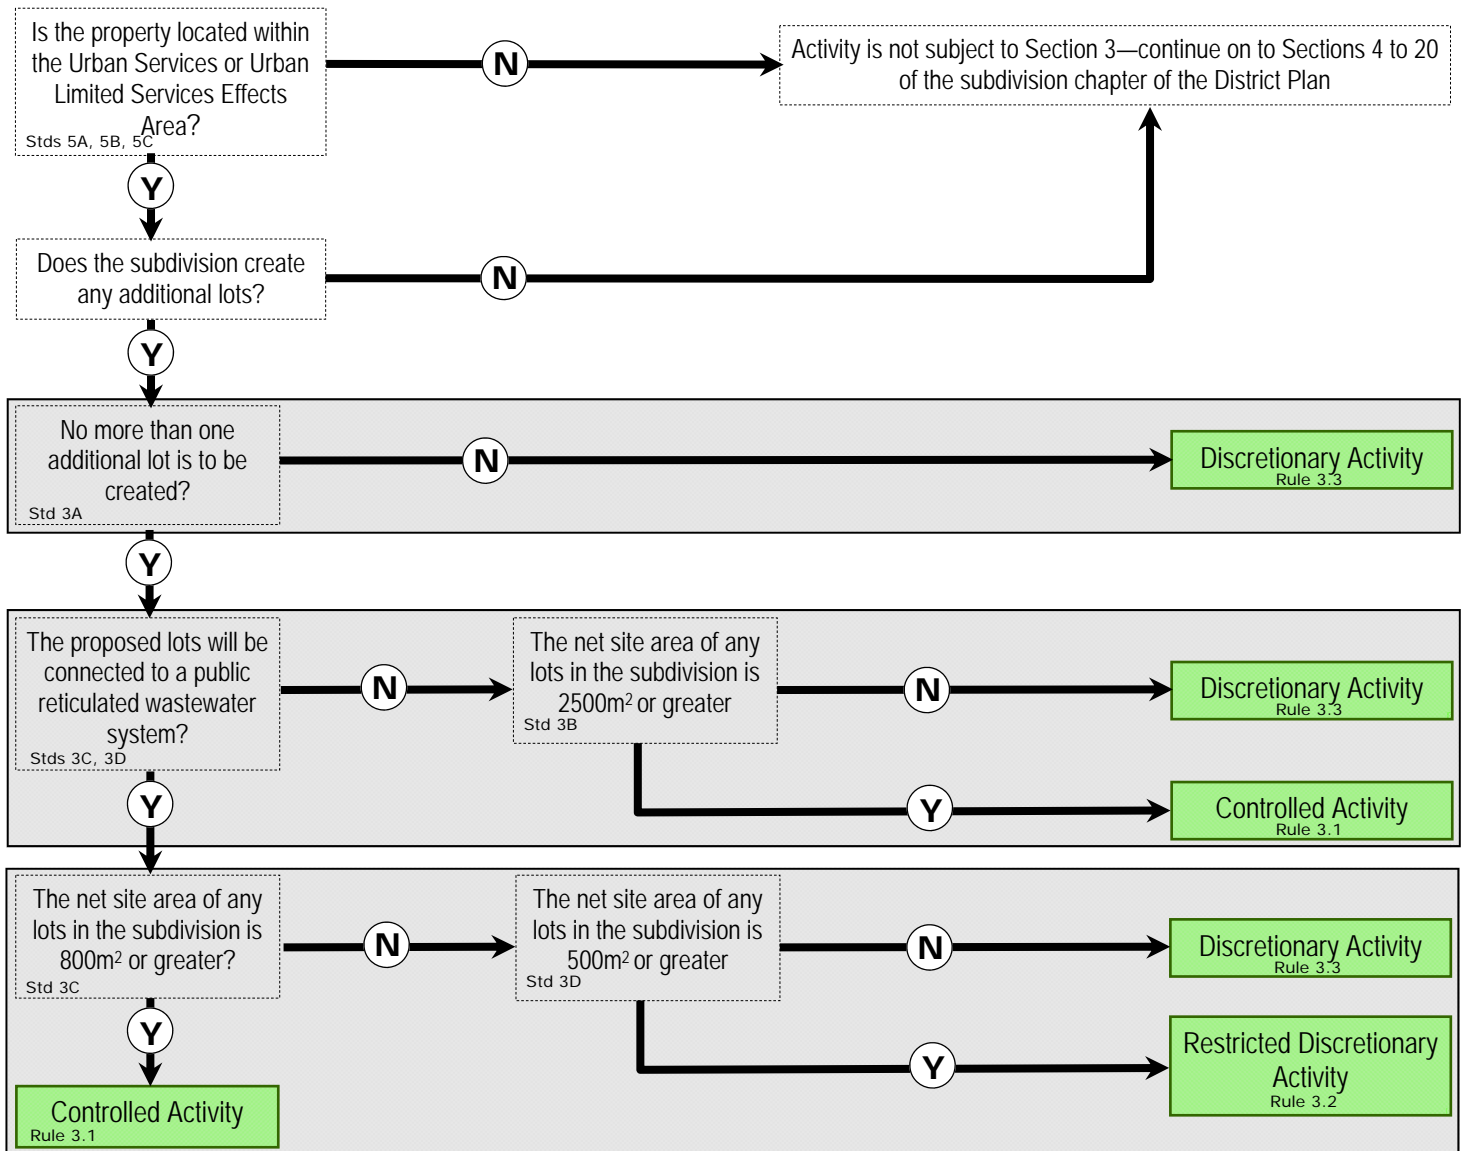 Is the property located within
the Urban Services or Urban
Limited Services Effects
Area?
Stds 5A, 5B, 5C
N
Activity is not subject to Section 3—continue on to Sections 4 to 20
of the subdivision chapter of the District Plan
Y
Does the subdivision create
any additional lots?
N
Y
No more than one
additional lot is to be
created?
Std 3A
N
Discretionary Activity
Rule 3.3
Y
The proposed lots will be
connected to a public
reticulated wastewater
system?
Stds 3C, 3D
N
The net site area of any
lots in the subdivision is
2500m² or greater
Std 3B
N
Discretionary Activity
Rule 3.3
Y
Controlled Activity
Rule 3.1
Y
The net site area of any
lots in the subdivision is
800m² or greater?
Std 3C
N
The net site area of any
lots in the subdivision is
500m² or greater
Std 3D
N
Discretionary Activity
Rule 3.3
Y
Restricted Discretionary
Activity
Rule 3.2
Y
Controlled Activity
Rule 3.1